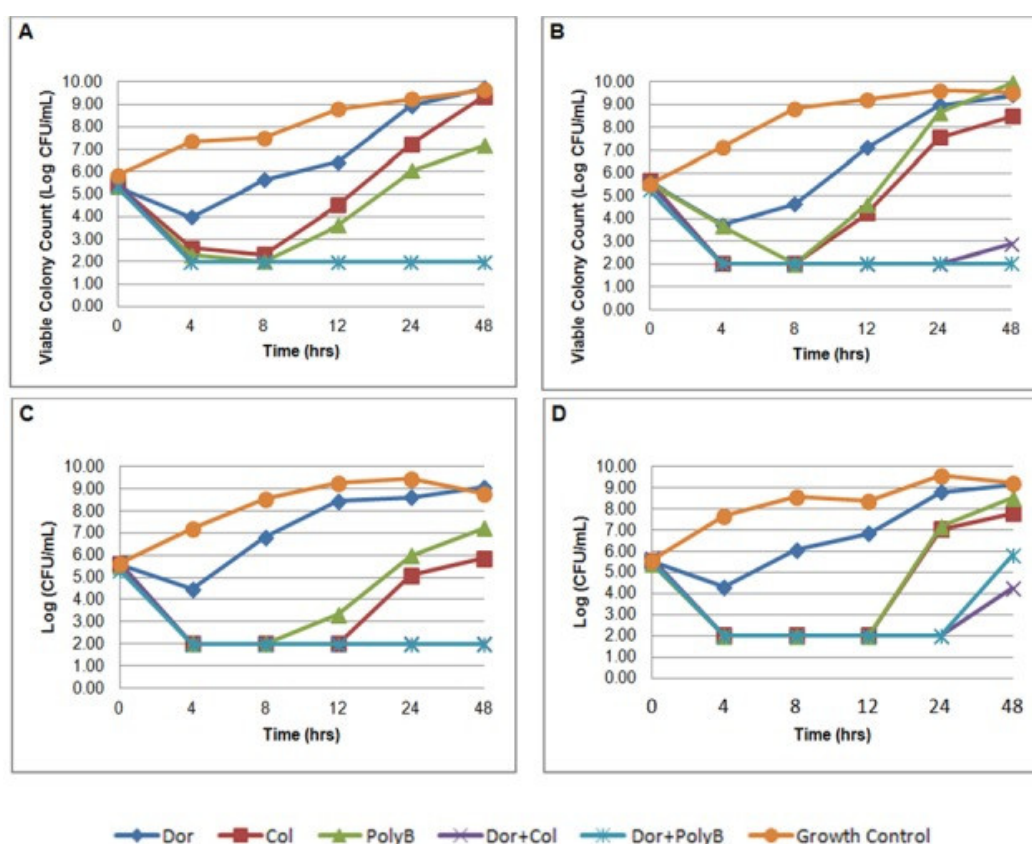 A
Viable Colony Count (Log CFU/mL)
10.00
9.00
8.00
7.00
6.00
5.00
4.00
3.00
2.00
1.00
0.00
0 4 8 12 24 48
Time (hrs)
B
Viable Colony Count (Log CFU/mL)
10.00
9.00
8.00
7.00
6.00
5.00
4.00
3.00
2.00
1.00
0.00
0 4 8 12 24 48
Time (hrs)
C
Log (CFU/mL)
10.00
9.00
8.00
7.00
6.00
5.00
4.00
3.00
2.00
1.00
0.00
0 4 8 12 24 48
Time (hrs)
D
Log (CFU/mL)
10.00
9.00
8.00
7.00
6.00
5.00
4.00
3.00
2.00
1.00
0.00
0 4 8 12 24 48
Time (hrs)
Dor Col PolyB Dor+Col Dor+PolyB Growth Control